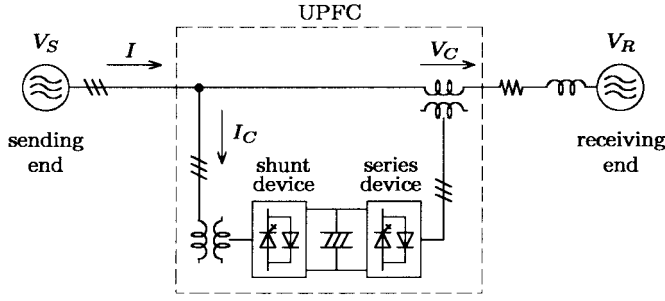 UPFC
V_S
I
V_C
V_R
I_C
sending
end
receiving
end
shunt
device
series
device